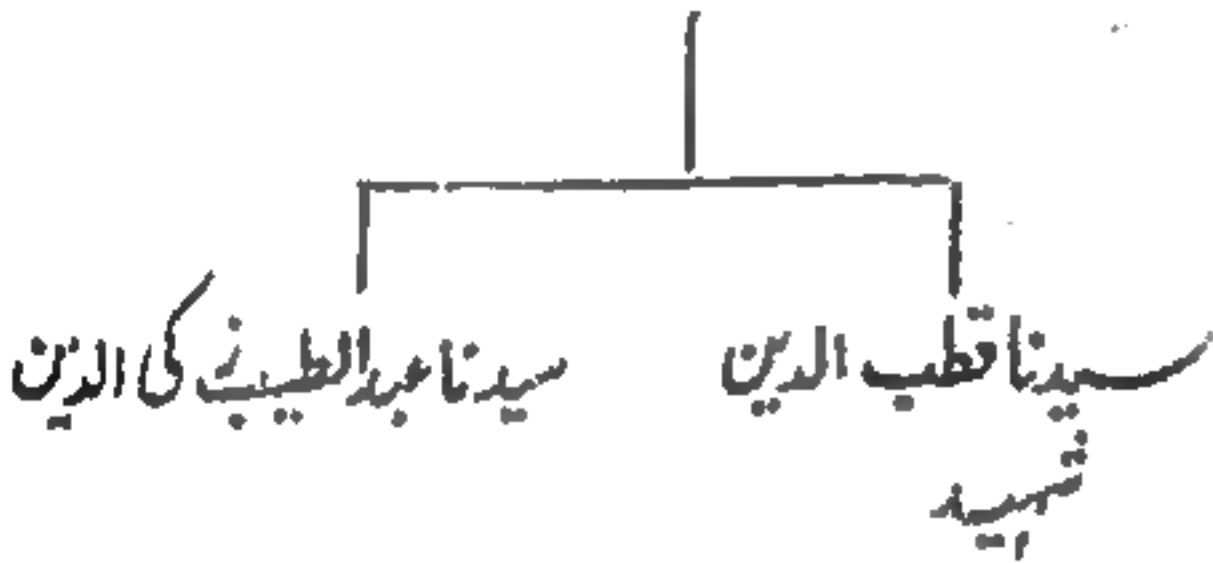 سیدنا قطب الدین
شہید
سیدنا عبدالطیب زکی الدین